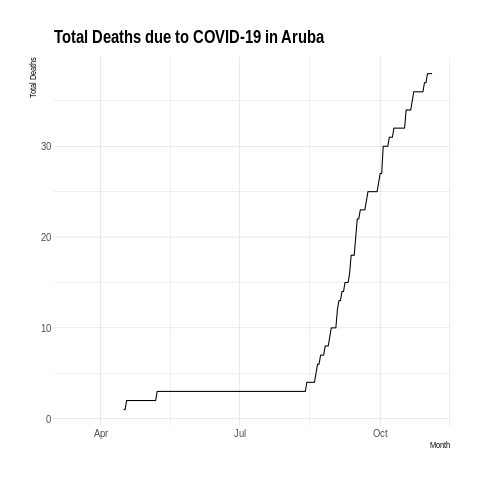 Total Deaths due to COVID-19 in Aruba
Total Deaths
30
20
10
0
Apr Jul Oct
Month